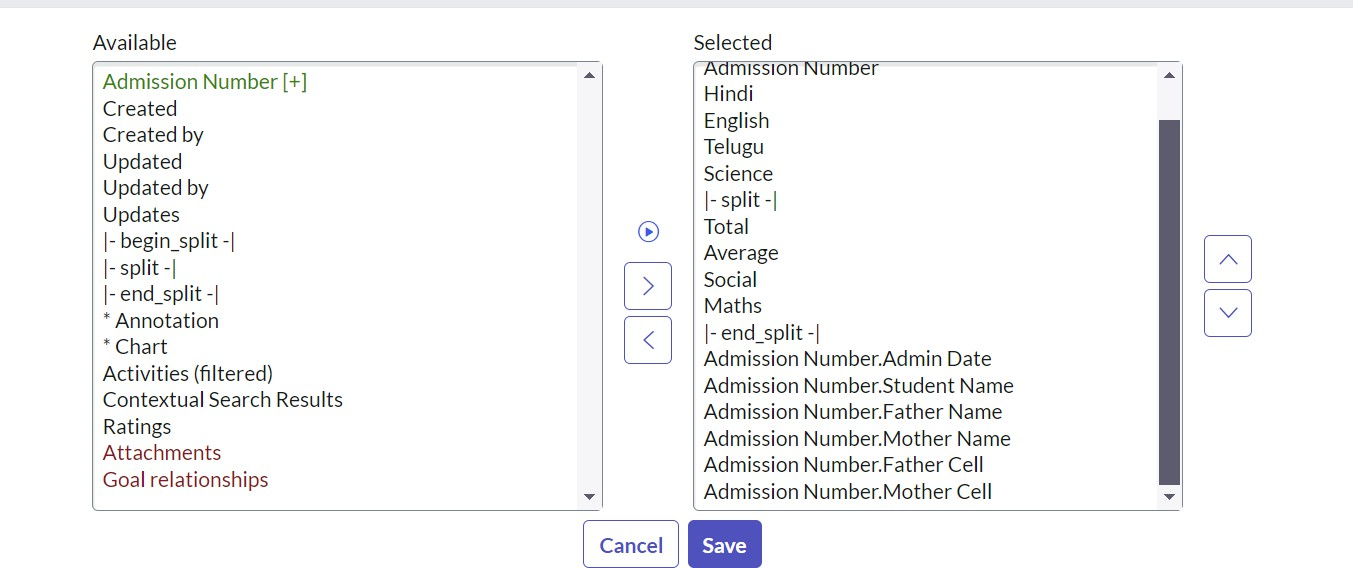 Available
Admission Number [+]
Created
Created by
Updated
Updated by
Updates
|- begin_split -|
|- split -|
|- end_split -|
* Annotation
* Chart
Activities (filtered)
Contextual Search Results
Ratings
Attachments
Goal relationships
Selected
Admission Number
Hindi
English
Telugu
Science
|- split -|
Total
Average
Social
Maths
|- end_split -|
Admission Number.Admin Date
Admission Number.Student Name
Admission Number.Father Name
Admission Number.Mother Name
Admission Number.Father Cell
Admission Number.Mother Cell
Cancel
Save